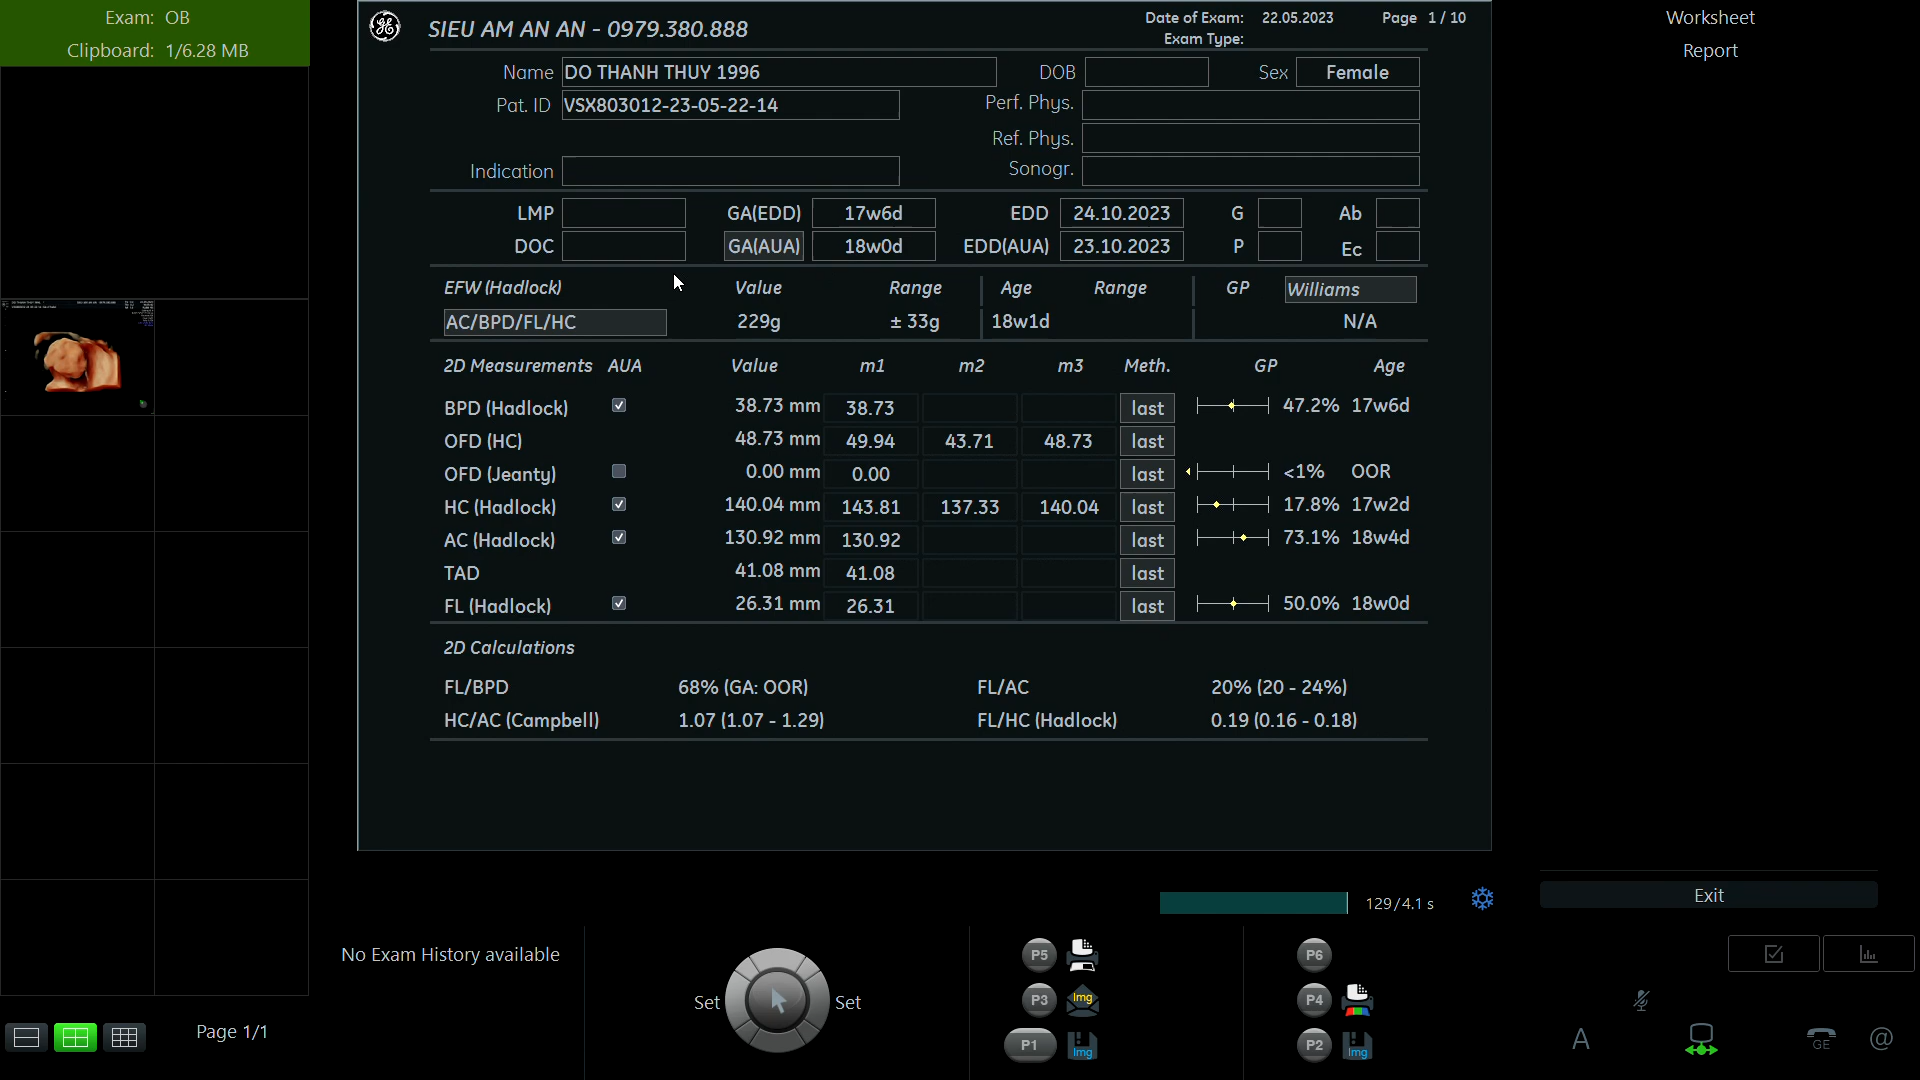 Exam: OB
Clipboard: 1/6.28 MB
SIEU AM AN AN - 0979.380.888
Date of Exam: 22.05.2023 Page 1 / 10
Exam Type:
Name DO THANH THUY 1996 DOB Sex Female
Pat. ID VSX803012-23-05-22-14 Perf. Phys.
Ref. Phys.
Indication Sonogr.
LMP GA(EDD) 17w6d EDD 24.10.2023 G Ab
DOC GA(AUA) 18w0d EDD(AUA) 23.10.2023 P Ec
EFW (Hadlock) Value Range Age Range GP Williams
AC/BPD/FL/HC 229g ± 33g 18w1d N/A
2D Measurements AUA Value m1 m2 m3 Meth. GP Age
BPD (Hadlock) 38.73 mm 38.73 last 47.2% 17w6d
OFD (HC) 48.73 mm 49.94 43.71 48.73 last
OFD (Jeanty) 0.00 mm 0.00 last <1% OOR
HC (Hadlock) 140.04 mm 143.81 137.33 140.04 last 17.8% 17w2d
AC (Hadlock) 130.92 mm 130.92 last 73.1% 18w4d
TAD 41.08 mm 41.08 last
FL (Hadlock) 26.31 mm 26.31 last 50.0% 18w0d
2D Calculations
FL/BPD 68% (GA: OOR) FL/AC 20% (20 - 24%)
HC/AC (Campbell) 1.07 (1.07 - 1.29) FL/HC (Hadlock) 0.19 (0.16 - 0.18)
Worksheet
Report
129/4.1 s
Exit
No Exam History available
Set Set
P5 P6
P3 Img P4
P1 Img P2 Img
Page 1/1
A GE @